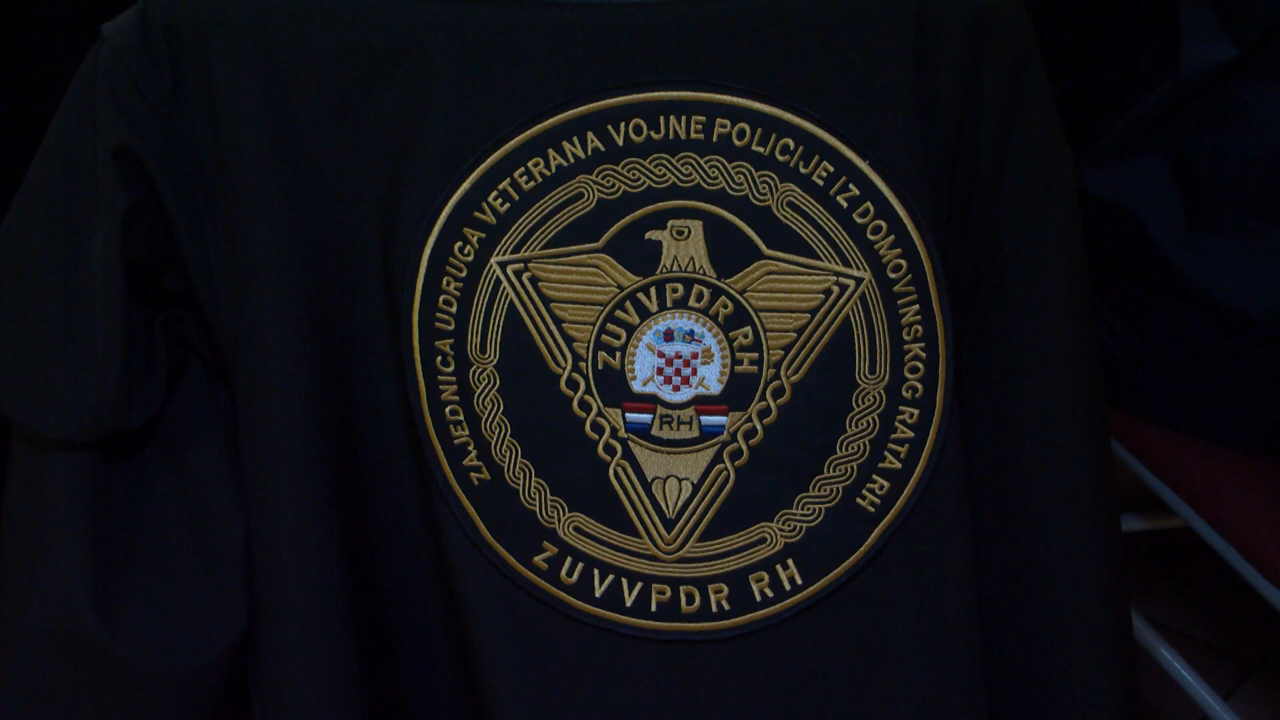 ZAJEDNICA UDRUGA VETERANA VOJNE POLICIJE IZ DOMOVINSKOG RATA RH
ZUVVPDR RH
RH
ZUVVPDR RH